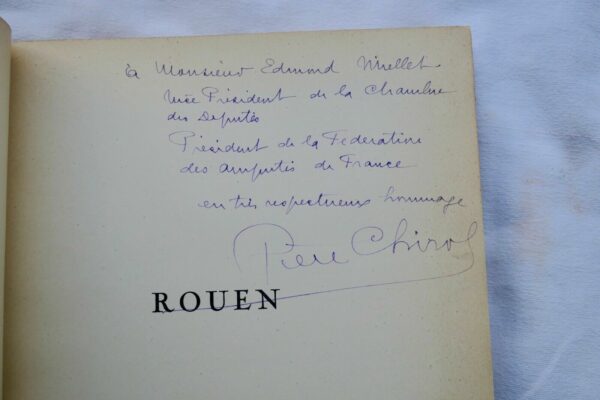 à Monsieur Edmond Miellet
Vice Président de la Chambre
des Députés
Président de la Federation
des amputés de France
en très respectueux hommage
Pierre Chirol
ROUEN